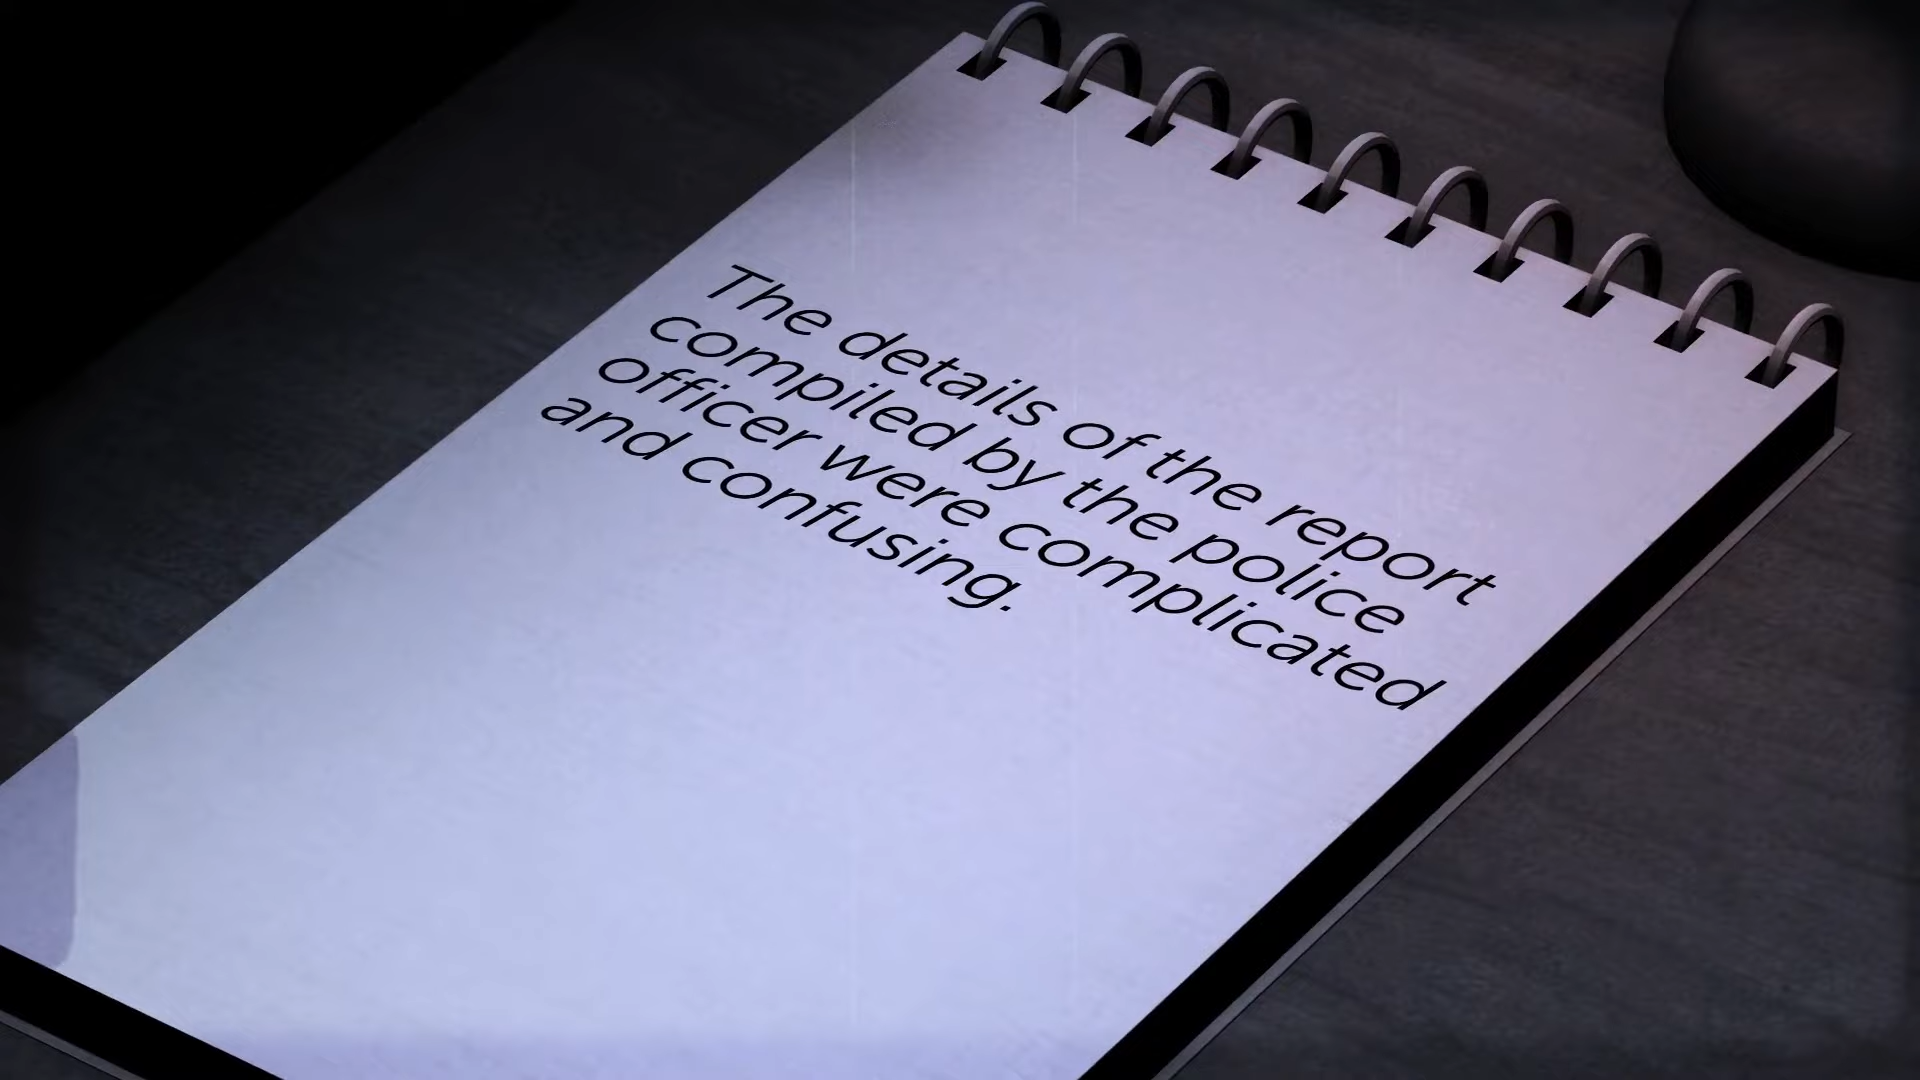 The details of the report
compiled by the police
officer were complicated
and confusing.